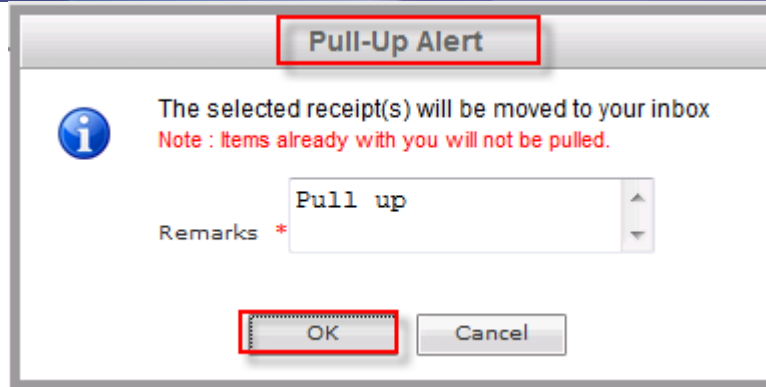 Pull-Up Alert
The selected receipt(s) will be moved to your inbox
Note : Items already with you will not be pulled.
Pull up
Remarks *
OK Cancel